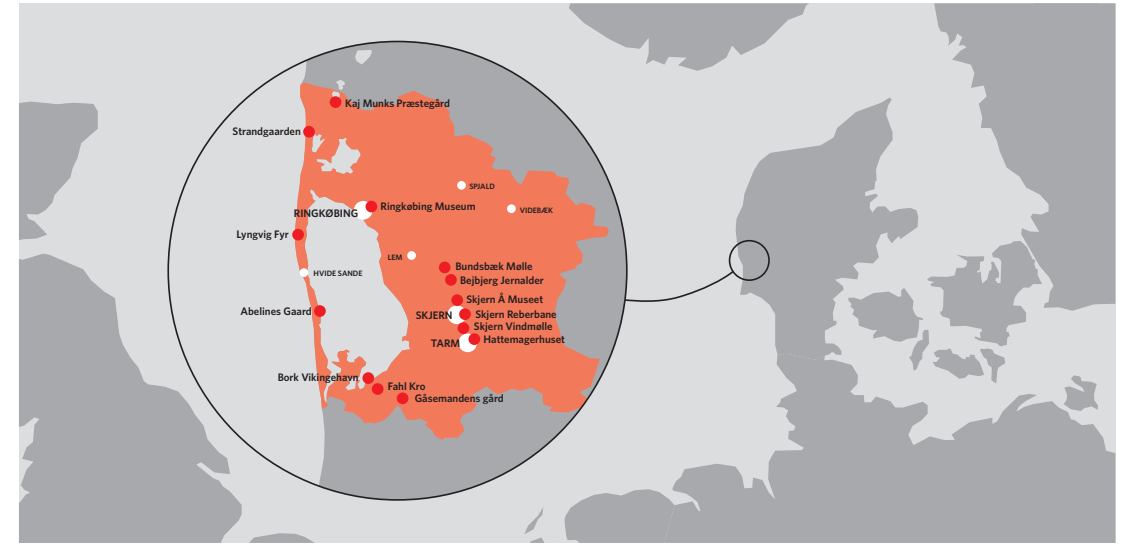 Kaj Munks Præstegård
Strandgaarden
SPJALD
Ringkøbing Museum
VIDEBÆK
RINGKØBING
Lyngvig Fyr
LEM
Bundsbæk Mølle
HVIDE SANDE
Bejbjerg Jernalder
Skjern Å Museet
Abelines Gaard
SKJERN
Skjern Reberbane
Skjern Vindmølle
TARM
Hattemagerhuset
Bork Vikingehavn
Fahl Kro
Gåsemandens gård